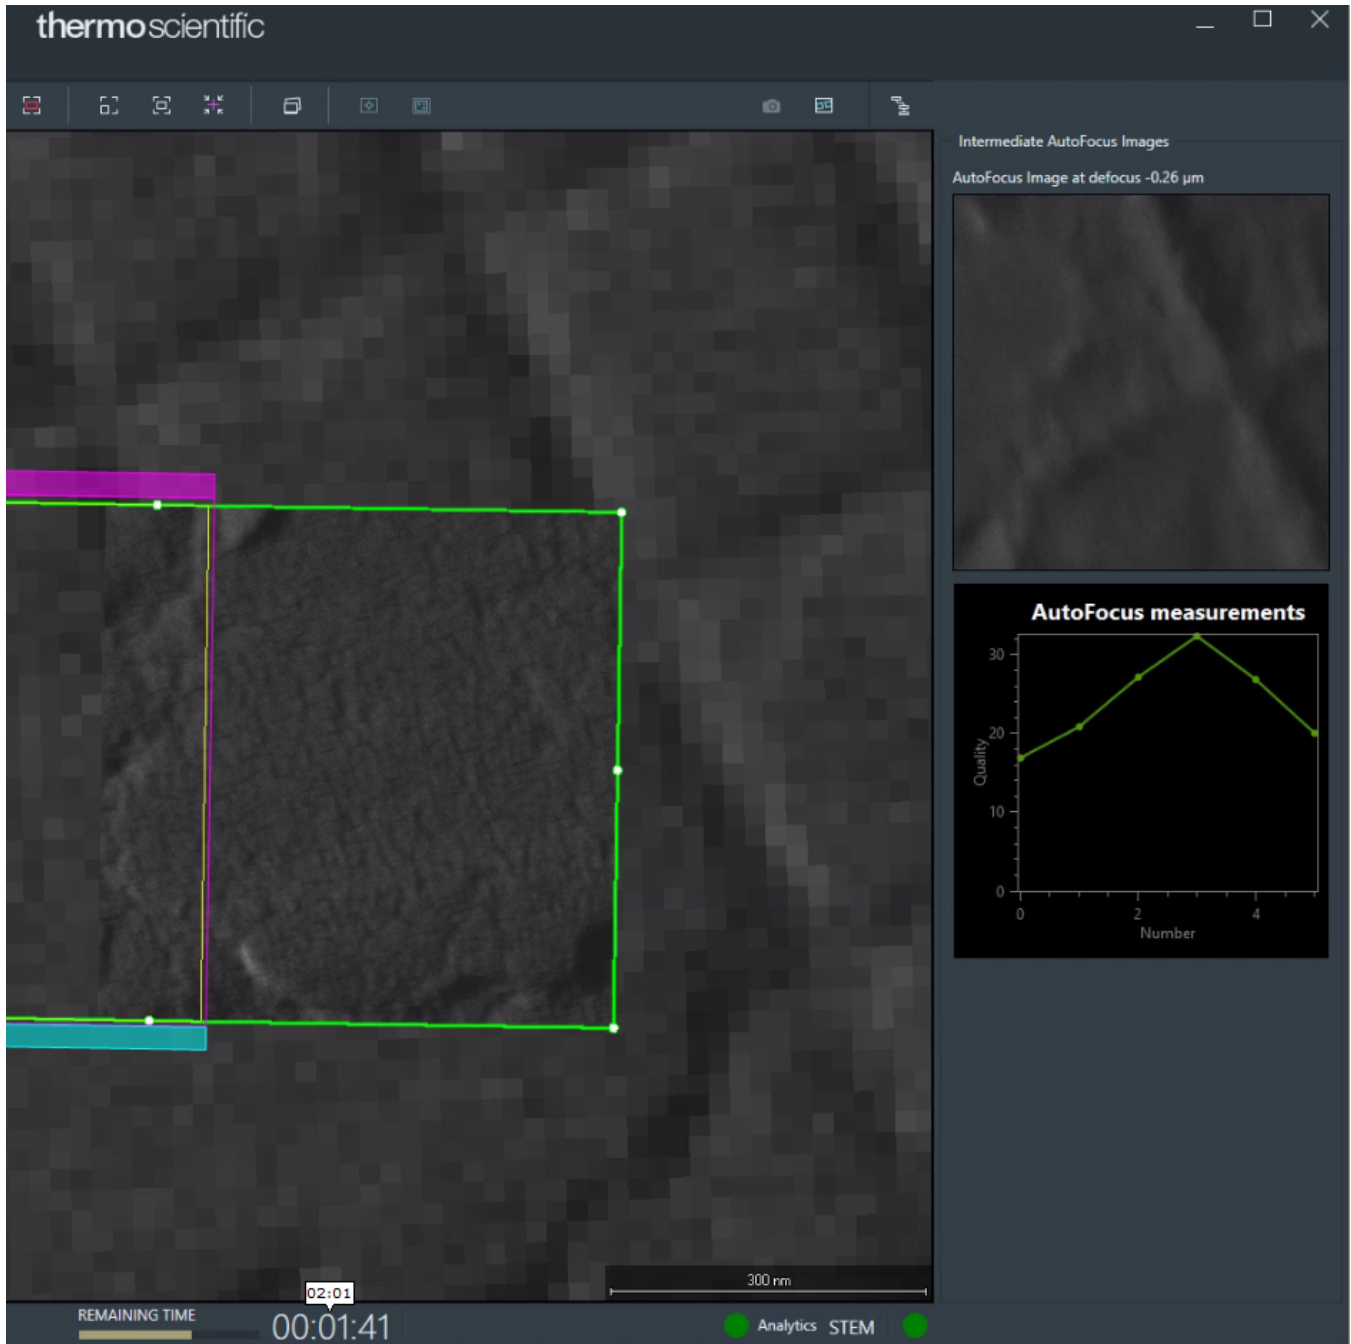 thermoscientific
Intermediate AutoFocus Images
AutoFocus Image at defocus -0.26 μm
AutoFocus measurements
30
20
10
0
Quality
0 2 4
Number
300 nm
02:01
REMAINING TIME
00:01:41
Analytics STEM